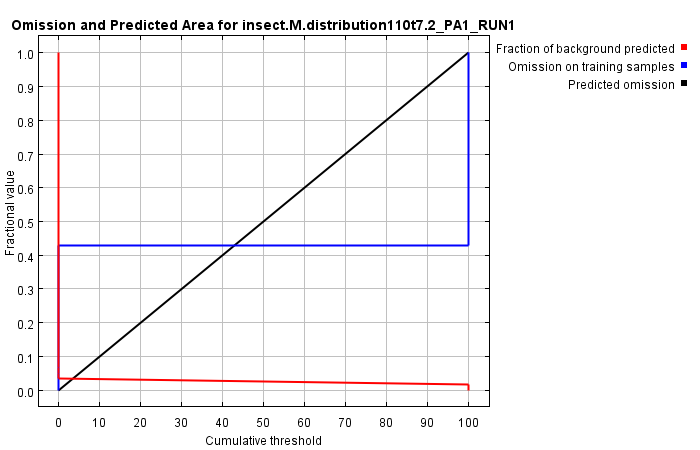 Omission and Predicted Area for insect.M.distribution110t7.2_PA1_RUN1
Fraction of background predicted
Omission on training samples
Predicted omission
Fractional value
1.0
0.9
0.8
0.7
0.6
0.5
0.4
0.3
0.2
0.1
0.0
0 10 20 30 40 50 60 70 80 90 100
Cumulative threshold